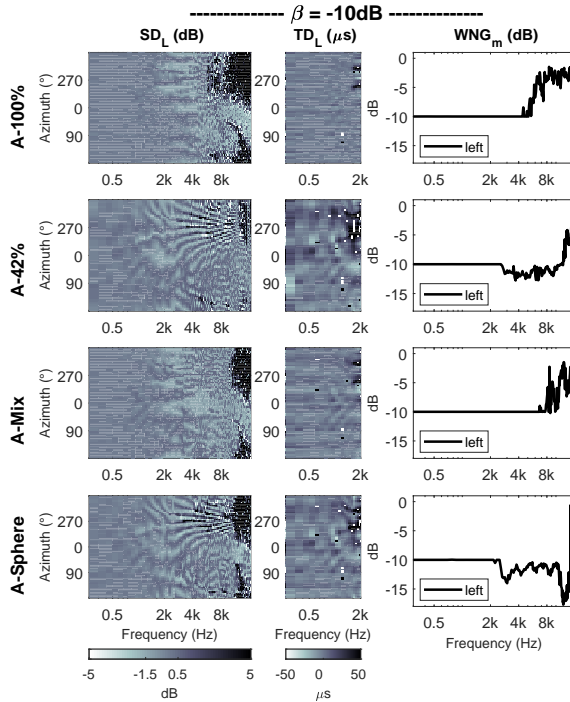 ---------------- β = -10dB ----------------
SD_L (dB) TD_L (μs) WNG_m (dB)
A-100%
Azimuth (°)
270
0
90
0.5 2k 4k 8k
Azimuth (°)
270
0
90
0.5 2k
dB
0
-5
-10
-15
left
0.5 2k 4k 8k
A-42%
Azimuth (°)
270
0
90
0.5 2k 4k 8k
Azimuth (°)
270
0
90
0.5 2k
dB
0
-5
-10
-15
left
0.5 2k 4k 8k
A-Mix
Azimuth (°)
270
0
90
0.5 2k 4k 8k
Azimuth (°)
270
0
90
0.5 2k
dB
0
-5
-10
-15
left
0.5 2k 4k 8k
A-Sphere
Azimuth (°)
270
0
90
0.5 2k 4k 8k
Frequency (Hz)
Azimuth (°)
270
0
90
0.5 2k
Frequency (Hz)
dB
0
-5
-10
-15
left
0.5 2k 4k 8k
Frequency (Hz)
-5 -1.5 1.5 5
dB
-50 0 50
μs